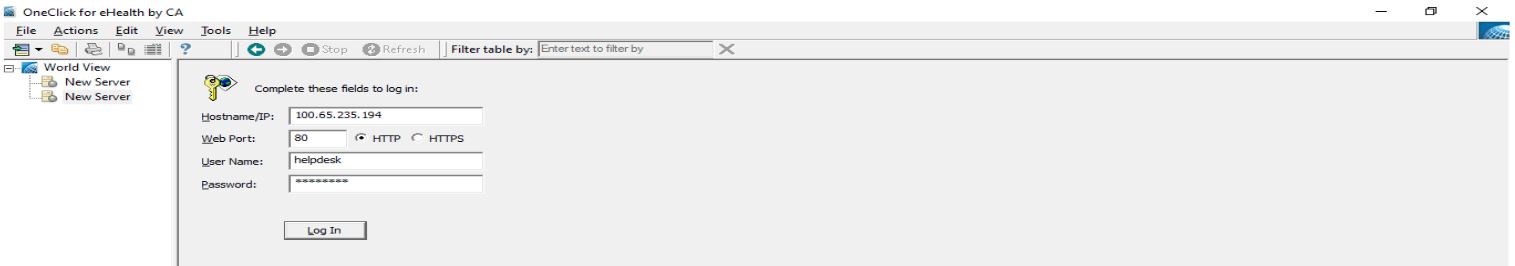 OneClick for eHealth by CA
File Actions Edit View Tools Help
? Stop Refresh Filter table by: Enter text to filter by
World View
New Server
New Server
Complete these fields to log in:
Hostname/IP: 100.65.235.194
Web Port: 80 HTTP HTTPS
User Name: helpdesk
Password: ********
Log In